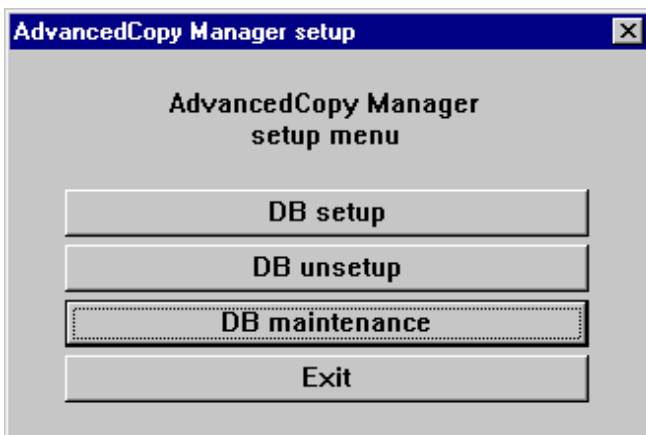 AdvancedCopy Manager setup
AdvancedCopy Manager
setup menu
DB setup
DB unsetup
DB maintenance
Exit